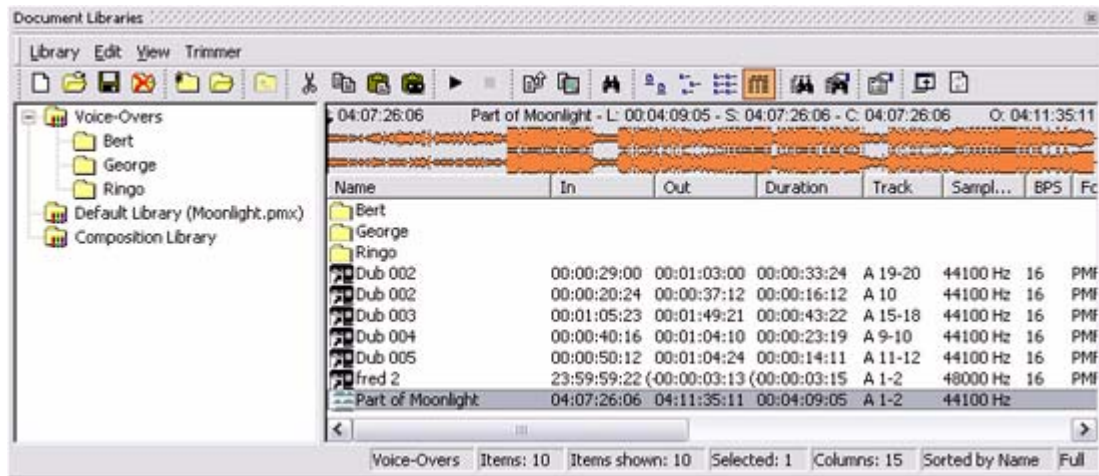 Document Libraries
Library Edit View Trimmer
Voice-Overs
Bert
George
Ringo
Default Library (Moonlight.pmx)
Composition Library
04:07:26:06 Part of Moonlight - L: 00:04:09:05 - S: 04:07:26:06 - C: 04:07:26:06 O: 04:11:35:11
Name In Out Duration Track Sampl... BPS Fo
Bert
George
Ringo
Dub 002 00:00:29:00 00:01:03:00 00:00:33:24 A 19-20 44100 Hz 16 PMF
Dub 002 00:00:20:24 00:00:37:12 00:00:16:12 A 10 44100 Hz 16 PMF
Dub 003 00:01:05:23 00:01:49:21 00:00:43:22 A 15-18 44100 Hz 16 PMF
Dub 004 00:00:40:16 00:01:04:10 00:00:23:19 A 9-10 44100 Hz 16 PMF
Dub 005 00:00:50:12 00:01:04:24 00:00:14:11 A 11-12 44100 Hz 16 PMF
fred 2 23:59:59:22 (-00:00:03:13 (00:00:03:15 A 1-2 48000 Hz 16 PMF
Part of Moonlight 04:07:26:06 04:11:35:11 00:04:09:05 A 1-2 44100 Hz
Voice-Overs Items: 10 Items shown: 10 Selected: 1 Columns: 15 Sorted by Name Full